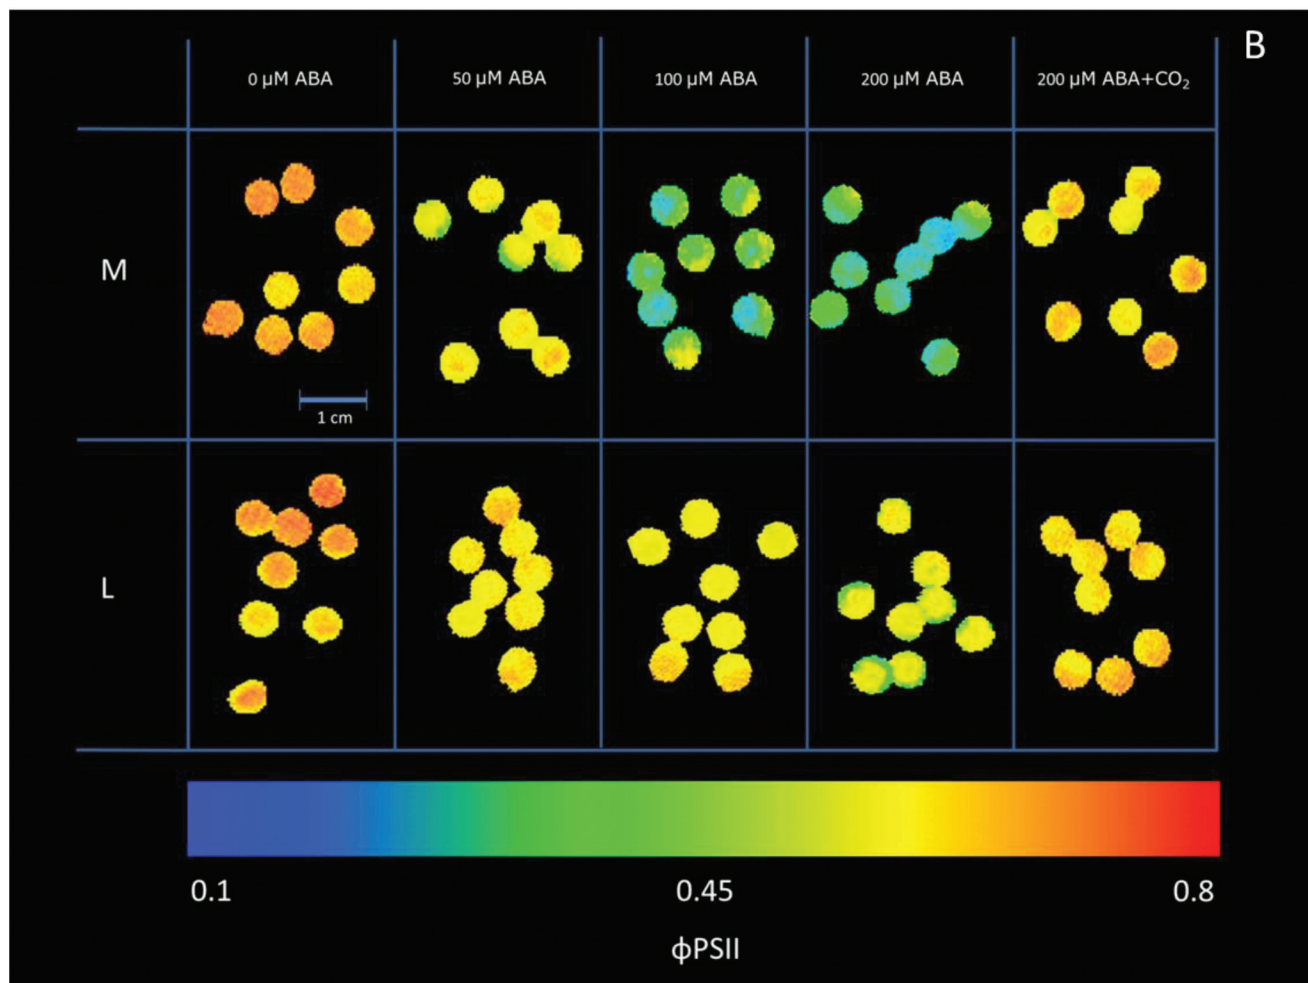 B
0 µM ABA
50 µM ABA
100 µM ABA
200 µM ABA
200 µM ABA+CO₂
M
1 cm
L
0.1
0.45
0.8
ϕPSII